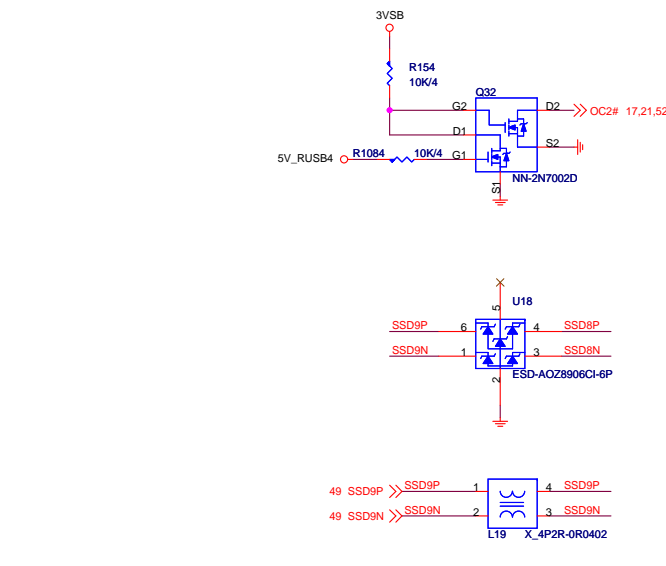 3VSB
R154
10K/4
Q32
G2
D2
OC2# 17,21,52
D1
S2
5V_RUSB4
R1084
10K/4
G1
NN-2N7002D
S1
U18
5
SSD9P
6
4
SSD8P
SSD9N
1
3
SSD8N
ESD-AOZ8906CI-6P
2
49 SSD9P
SSD9P
1
4
SSD9P
49 SSD9N
SSD9N
2
3
SSD9N
L19
X_4P2R-0R0402